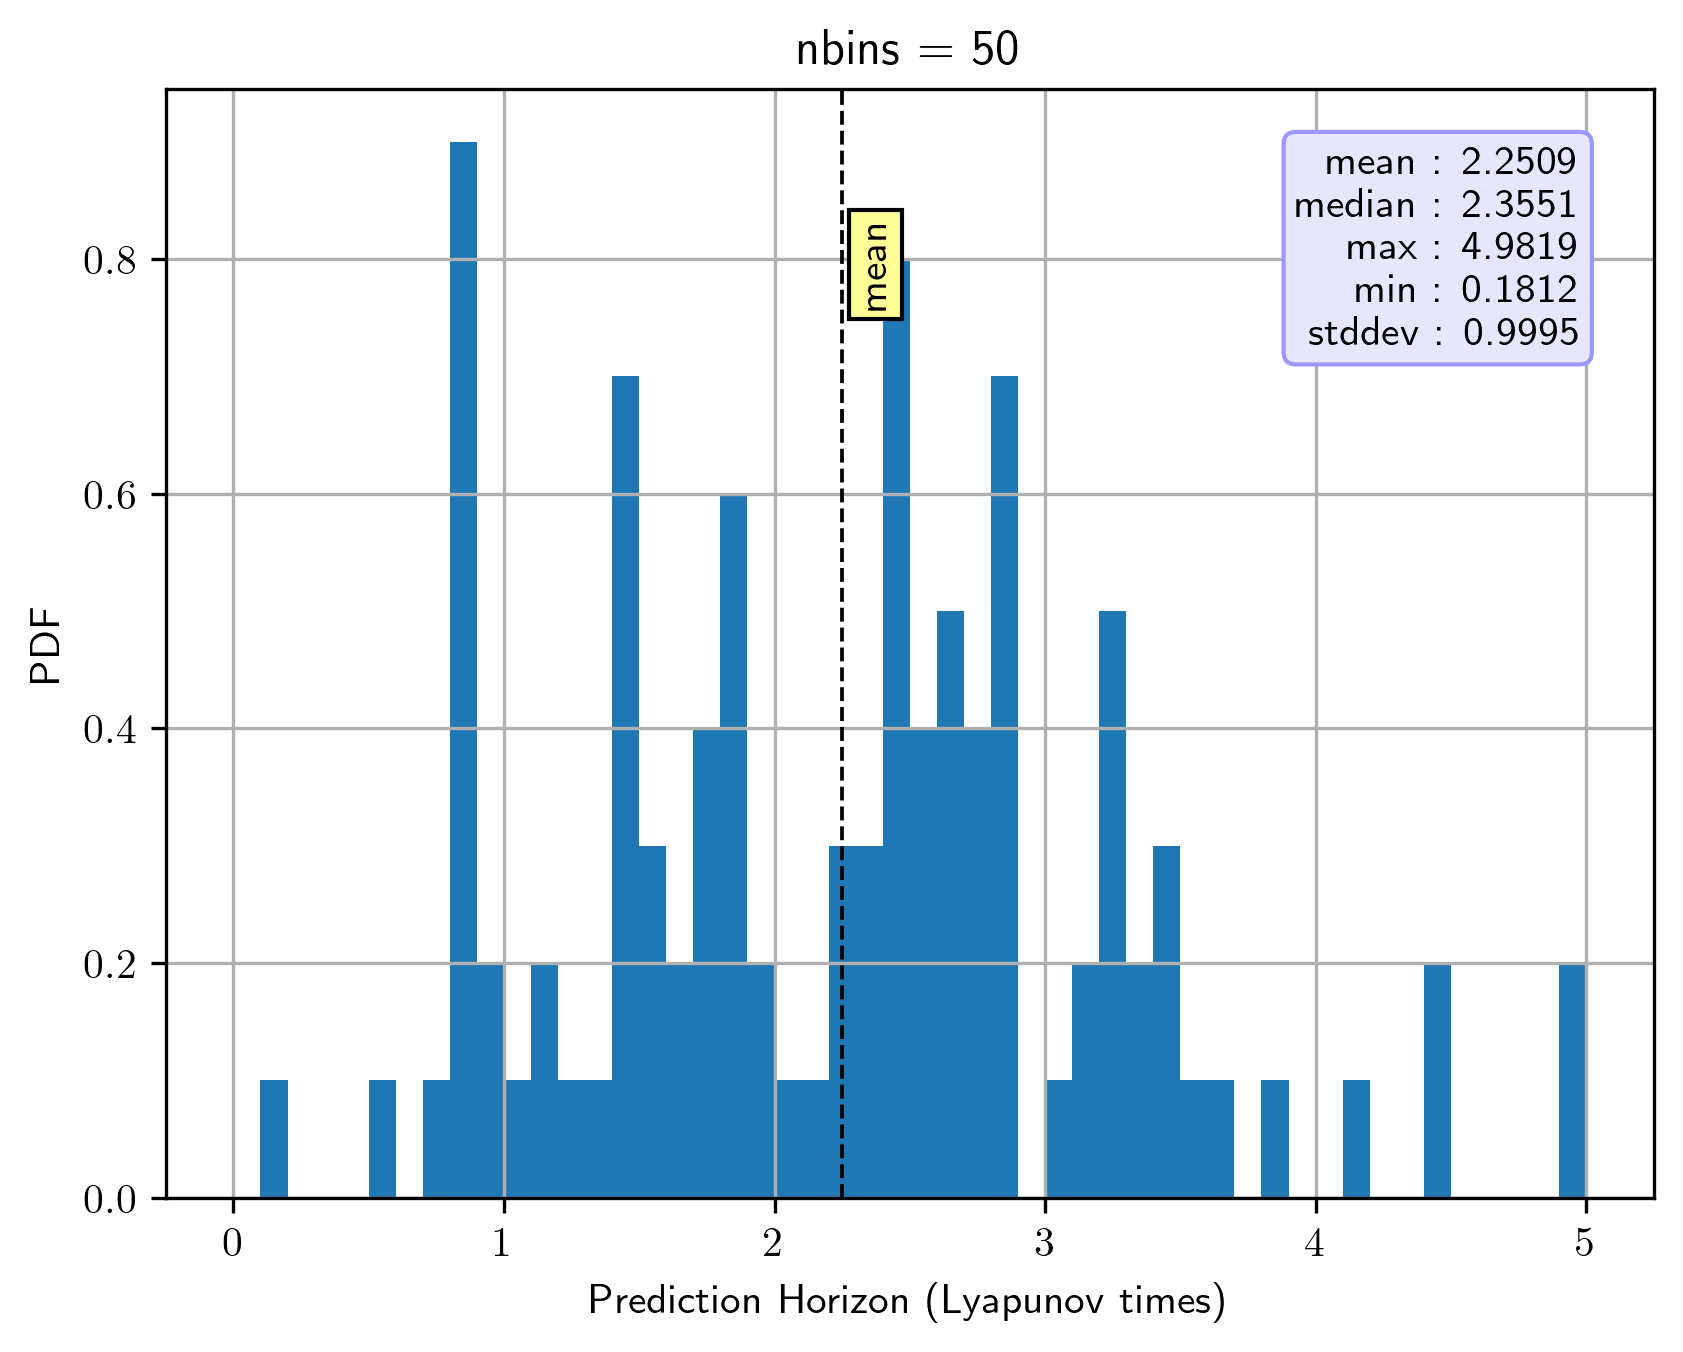 nbins = 50
mean : 2.2509
median : 2.3551
max : 4.9819
min : 0.1812
stddev : 0.9995
mean
PDF
0.8
0.6
0.4
0.2
0.0
0 1 2 3 4 5
Prediction Horizon (Lyapunov times)